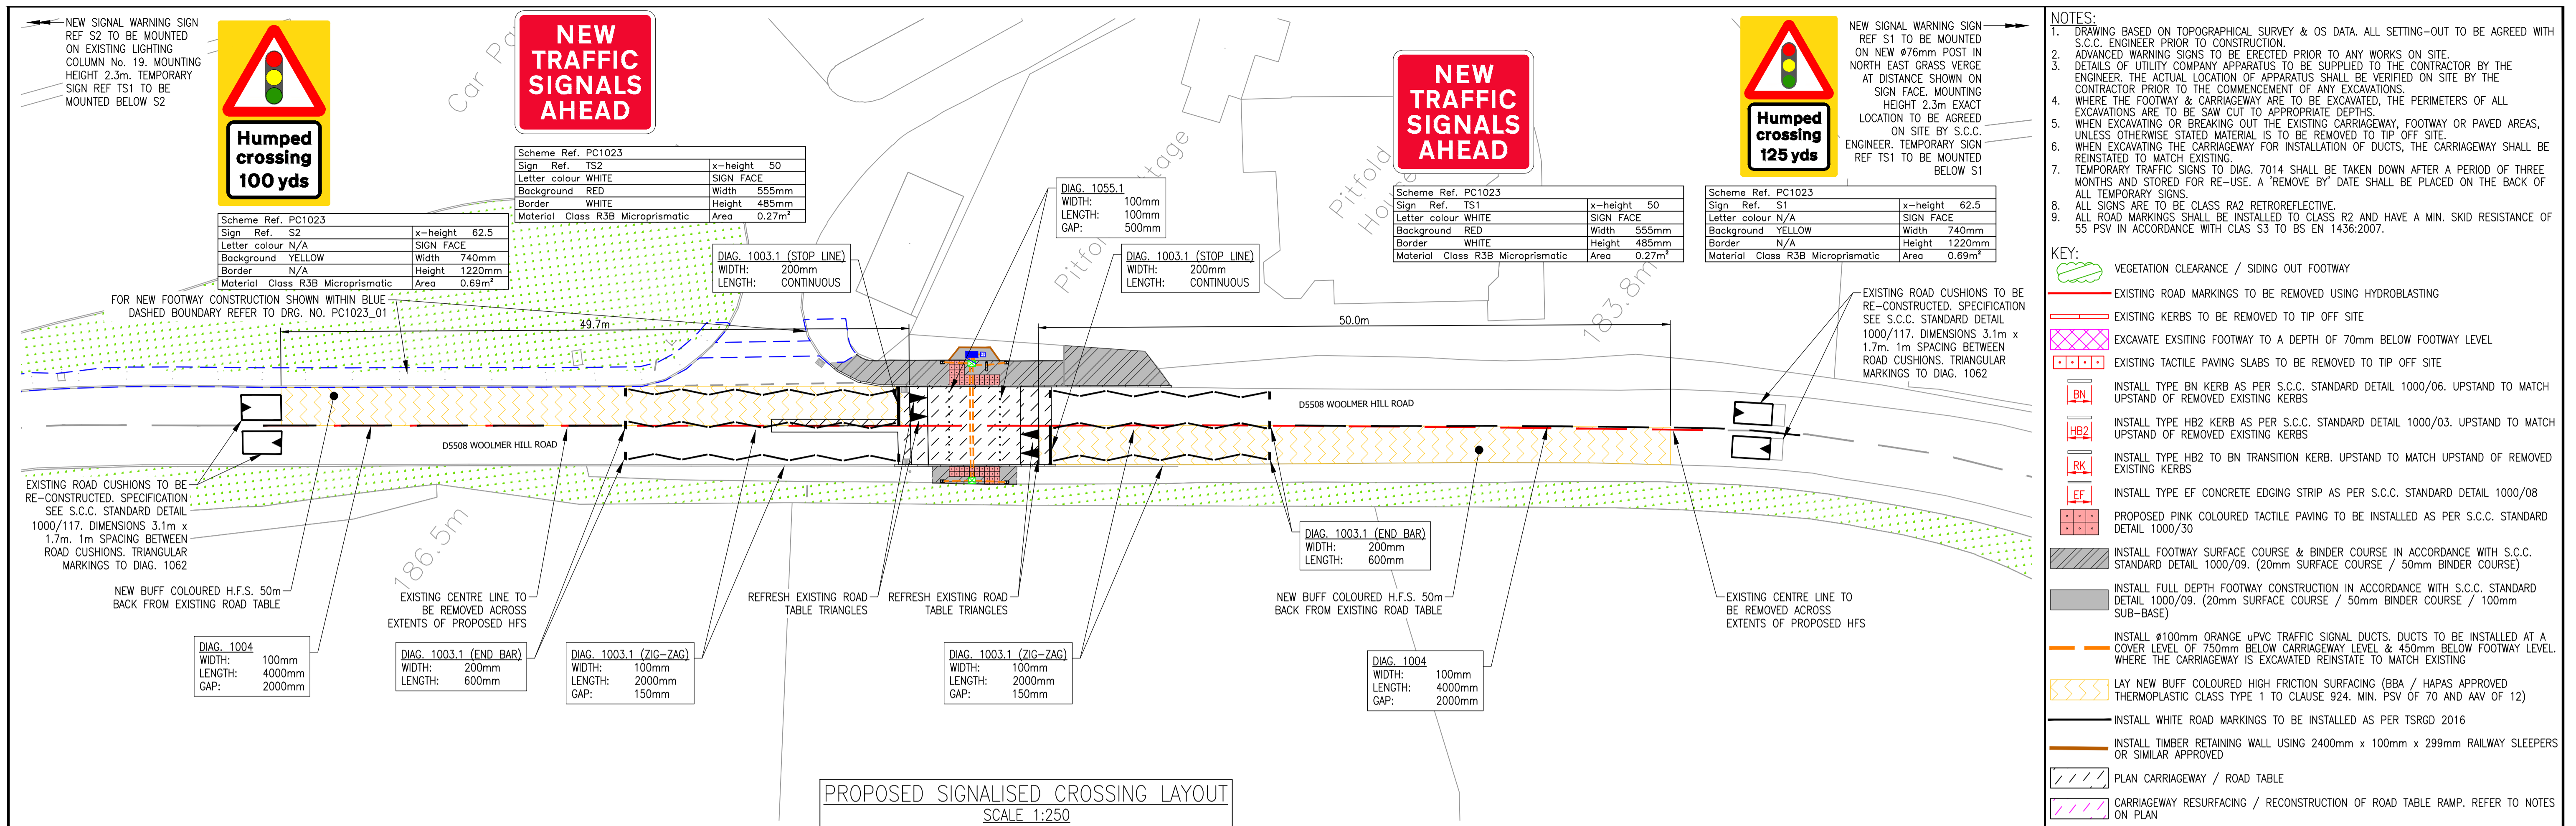 NEW SIGNAL WARNING SIGN
REF S2 TO BE MOUNTED
ON EXISTING LIGHTING
COLUMN No. 19. MOUNTING
HEIGHT 2.3m. TEMPORARY
SIGN REF TS1 TO BE
MOUNTED BELOW S2
Humped
crossing
100 yds
Scheme Ref. PC1023
Sign Ref. S2 x-height 62.5
Letter colour N/A SIGN FACE
Background YELLOW Width 740mm
Border N/A Height 1220mm
Material Class R3B Microprismatic Area 0.69m²
NEW
TRAFFIC
SIGNALS
AHEAD
Scheme Ref. PC1023
Sign Ref. TS2 x-height 50
Letter colour WHITE SIGN FACE
Background RED Width 555mm
Border WHITE Height 485mm
Material Class R3B Microprismatic Area 0.27m²
NEW
TRAFFIC
SIGNALS
AHEAD
Scheme Ref. PC1023
Sign Ref. TS1 x-height 50
Letter colour WHITE SIGN FACE
Background RED Width 555mm
Border WHITE Height 485mm
Material Class R3B Microprismatic Area 0.27m²
Humped
crossing
125 yds
Scheme Ref. PC1023
Sign Ref. S1 x-height 62.5
Letter colour N/A SIGN FACE
Background YELLOW Width 740mm
Border N/A Height 1220mm
Material Class R3B Microprismatic Area 0.69m²
NEW SIGNAL WARNING SIGN
REF S1 TO BE MOUNTED
ON NEW ø76mm POST IN
NORTH EAST GRASS VERGE
AT DISTANCE SHOWN ON
SIGN FACE. MOUNTING
HEIGHT 2.3m EXACT
LOCATION TO BE AGREED
ON SITE BY S.C.C.
ENGINEER. TEMPORARY SIGN
REF TS1 TO BE MOUNTED
BELOW S1
Car Pa
Pitfold
Pitfo
ttage
Hou
183.8m
186.5m
DIAG. 1055.1
WIDTH: 100mm
LENGTH: 100mm
GAP: 500mm
DIAG. 1003.1 (STOP LINE)
WIDTH: 200mm
LENGTH: CONTINUOUS
DIAG. 1003.1 (STOP LINE)
WIDTH: 200mm
LENGTH: CONTINUOUS
FOR NEW FOOTWAY CONSTRUCTION SHOWN WITHIN BLUE
DASHED BOUNDARY REFER TO DRG. NO. PC1023_01
49.7m
50.0m
EXISTING ROAD CUSHIONS TO BE
RE-CONSTRUCTED. SPECIFICATION
SEE S.C.C. STANDARD DETAIL
1000/117. DIMENSIONS 3.1m x
1.7m. 1m SPACING BETWEEN
ROAD CUSHIONS. TRIANGULAR
MARKINGS TO DIAG. 1062
D5508 WOOLMER HILL ROAD
D5508 WOOLMER HILL ROAD
EXISTING ROAD CUSHIONS TO BE
RE-CONSTRUCTED. SPECIFICATION
SEE S.C.C. STANDARD DETAIL
1000/117. DIMENSIONS 3.1m x
1.7m. 1m SPACING BETWEEN
ROAD CUSHIONS. TRIANGULAR
MARKINGS TO DIAG. 1062
NEW BUFF COLOURED H.F.S. 50m
BACK FROM EXISTING ROAD TABLE
EXISTING CENTRE LINE TO
BE REMOVED ACROSS
EXTENTS OF PROPOSED HFS
REFRESH EXISTING ROAD
TABLE TRIANGLES
REFRESH EXISTING ROAD
TABLE TRIANGLES
DIAG. 1003.1 (END BAR)
WIDTH: 200mm
LENGTH: 600mm
NEW BUFF COLOURED H.F.S. 50m
BACK FROM EXISTING ROAD TABLE
EXISTING CENTRE LINE TO
BE REMOVED ACROSS
EXTENTS OF PROPOSED HFS
DIAG. 1004
WIDTH: 100mm
LENGTH: 4000mm
GAP: 2000mm
DIAG. 1003.1 (END BAR)
WIDTH: 200mm
LENGTH: 600mm
DIAG. 1003.1 (ZIG-ZAG)
WIDTH: 100mm
LENGTH: 2000mm
GAP: 150mm
DIAG. 1003.1 (ZIG-ZAG)
WIDTH: 100mm
LENGTH: 2000mm
GAP: 150mm
DIAG. 1004
WIDTH: 100mm
LENGTH: 4000mm
GAP: 2000mm
PROPOSED SIGNALISED CROSSING LAYOUT
SCALE 1:250
NOTES:
1. DRAWING BASED ON TOPOGRAPHICAL SURVEY & OS DATA. ALL SETTING-OUT TO BE AGREED WITH
S.C.C. ENGINEER PRIOR TO CONSTRUCTION.
2. ADVANCED WARNING SIGNS TO BE ERECTED PRIOR TO ANY WORKS ON SITE.
3. DETAILS OF UTILITY COMPANY APPARATUS TO BE SUPPLIED TO THE CONTRACTOR BY THE
ENGINEER. THE ACTUAL LOCATION OF APPARATUS SHALL BE VERIFIED ON SITE BY THE
CONTRACTOR PRIOR TO THE COMMENCEMENT OF ANY EXCAVATIONS.
4. WHERE THE FOOTWAY & CARRIAGEWAY ARE TO BE EXCAVATED, THE PERIMETERS OF ALL
EXCAVATIONS ARE TO BE SAW CUT TO APPROPRIATE DEPTHS.
5. WHEN EXCAVATING OR BREAKING OUT THE EXISTING CARRIAGEWAY, FOOTWAY OR PAVED AREAS,
UNLESS OTHERWISE STATED MATERIAL IS TO BE REMOVED TO TIP OFF SITE.
6. WHEN EXCAVATING THE CARRIAGEWAY FOR INSTALLATION OF DUCTS, THE CARRIAGEWAY SHALL BE
REINSTATED TO MATCH EXISTING.
7. TEMPORARY TRAFFIC SIGNS TO DIAG. 7014 SHALL BE TAKEN DOWN AFTER A PERIOD OF THREE
MONTHS AND STORED FOR RE-USE. A 'REMOVE BY' DATE SHALL BE PLACED ON THE BACK OF
ALL TEMPORARY SIGNS.
8. ALL SIGNS ARE TO BE CLASS RA2 RETROREFLECTIVE.
9. ALL ROAD MARKINGS SHALL BE INSTALLED TO CLASS R2 AND HAVE A MIN. SKID RESISTANCE OF
55 PSV IN ACCORDANCE WITH CLAS S3 TO BS EN 1436:2007.
KEY:
VEGETATION CLEARANCE / SIDING OUT FOOTWAY
EXISTING ROAD MARKINGS TO BE REMOVED USING HYDROBLASTING
EXISTING KERBS TO BE REMOVED TO TIP OFF SITE
EXCAVATE EXSITING FOOTWAY TO A DEPTH OF 70mm BELOW FOOTWAY LEVEL
EXISTING TACTILE PAVING SLABS TO BE REMOVED TO TIP OFF SITE
BN
INSTALL TYPE BN KERB AS PER S.C.C. STANDARD DETAIL 1000/06. UPSTAND TO MATCH
UPSTAND OF REMOVED EXISTING KERBS
HB2
INSTALL TYPE HB2 KERB AS PER S.C.C. STANDARD DETAIL 1000/03. UPSTAND TO MATCH
UPSTAND OF REMOVED EXISTING KERBS
RK
INSTALL TYPE HB2 TO BN TRANSITION KERB. UPSTAND TO MATCH UPSTAND OF REMOVED
EXISTING KERBS
EF
INSTALL TYPE EF CONCRETE EDGING STRIP AS PER S.C.C. STANDARD DETAIL 1000/08
PROPOSED PINK COLOURED TACTILE PAVING TO BE INSTALLED AS PER S.C.C. STANDARD
DETAIL 1000/30
INSTALL FOOTWAY SURFACE COURSE & BINDER COURSE IN ACCORDANCE WITH S.C.C.
STANDARD DETAIL 1000/09. (20mm SURFACE COURSE / 50mm BINDER COURSE)
INSTALL FULL DEPTH FOOTWAY CONSTRUCTION IN ACCORDANCE WITH S.C.C. STANDARD
DETAIL 1000/09. (20mm SURFACE COURSE / 50mm BINDER COURSE / 100mm
SUB-BASE)
INSTALL ø100mm ORANGE uPVC TRAFFIC SIGNAL DUCTS. DUCTS TO BE INSTALLED AT A
COVER LEVEL OF 750mm BELOW CARRIAGEWAY LEVEL & 450mm BELOW FOOTWAY LEVEL.
WHERE THE CARRIAGEWAY IS EXCAVATED REINSTATE TO MATCH EXISTING
LAY NEW BUFF COLOURED HIGH FRICTION SURFACING (BBA / HAPAS APPROVED
THERMOPLASTIC CLASS TYPE 1 TO CLAUSE 924. MIN. PSV OF 70 AND AAV OF 12)
INSTALL WHITE ROAD MARKINGS TO BE INSTALLED AS PER TSRGD 2016
INSTALL TIMBER RETAINING WALL USING 2400mm x 100mm x 299mm RAILWAY SLEEPERS
OR SIMILAR APPROVED
PLAN CARRIAGEWAY / ROAD TABLE
CARRIAGEWAY RESURFACING / RECONSTRUCTION OF ROAD TABLE RAMP. REFER TO NOTES
ON PLAN